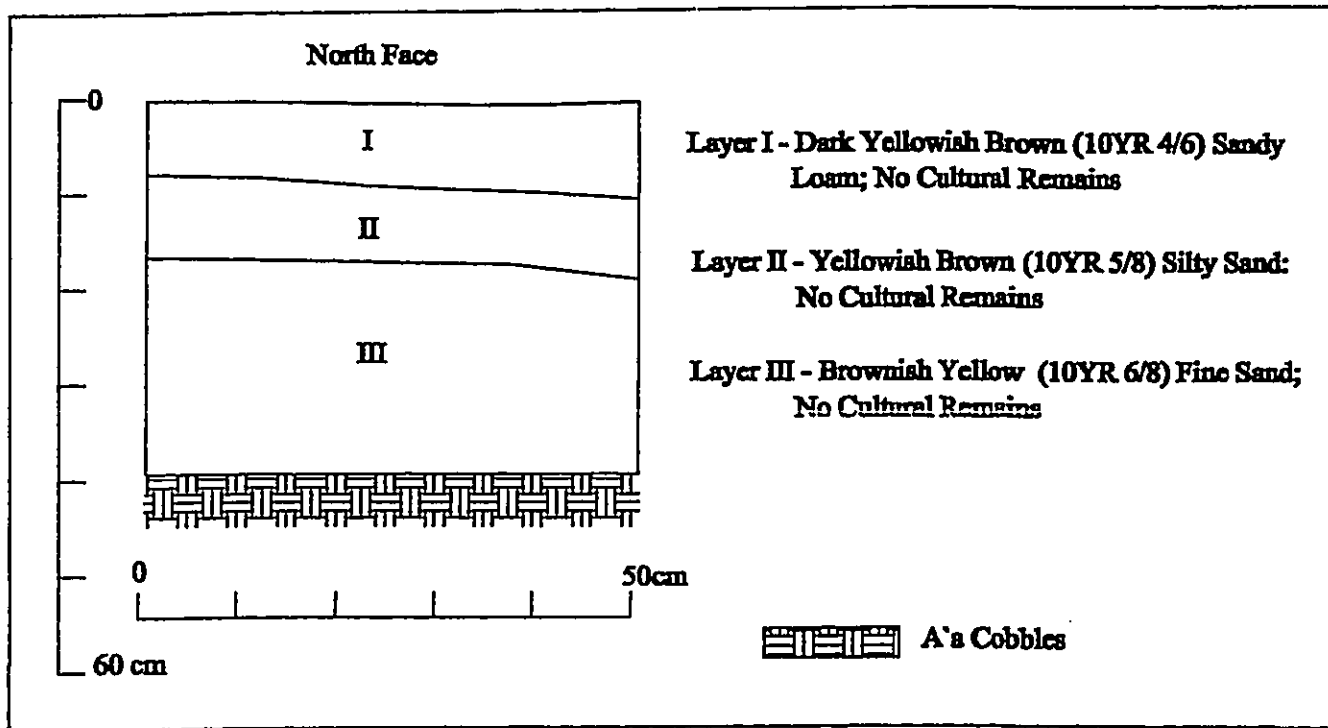 North Face
0
I
II
III
Layer I - Dark Yellowish Brown (10YR 4/6) Sandy
Loam; No Cultural Remains
Layer II - Yellowish Brown (10YR 5/8) Silty Sand:
No Cultural Remains
Layer III - Brownish Yellow (10YR 6/8) Fine Sand;
No Cultural Remains
0
50cm
60 cm
A`a Cobbles